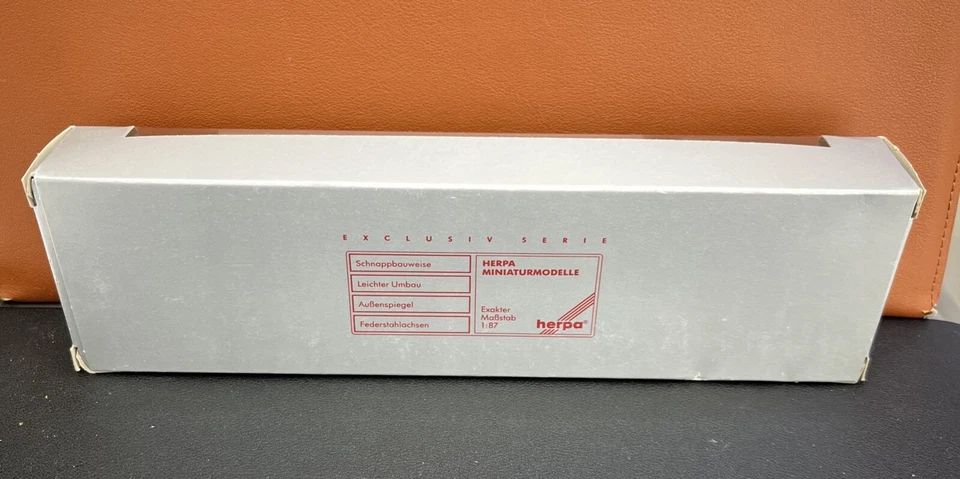 EXCLUSIV SERIE
Schnappbauweise
Leichter Umbau
Außenspiegel
Federstahlachsen
HERPA
MINIATURMODELLE
Exakter
Maßstab
1:87
herpa®